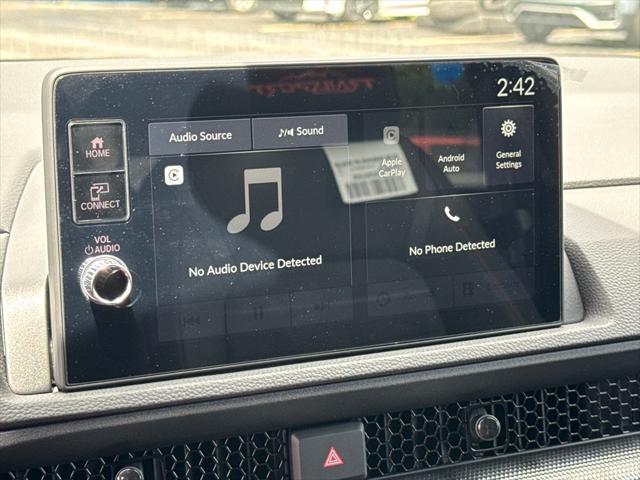 2:42
Audio Source
Sound
HOME
Apple
CarPlay
Android
Auto
General
Settings
CONNECT
VOL
AUDIO
No Audio Device Detected
No Phone Detected